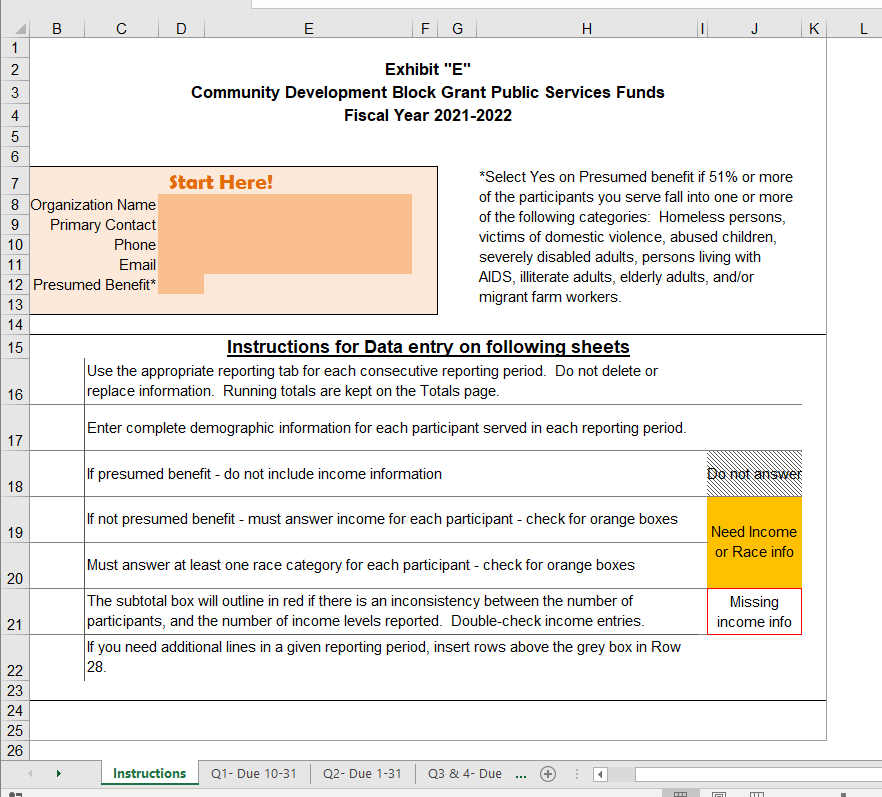 B C D E F G H I J K L
1
2 Exhibit "E"
3 Community Development Block Grant Public Services Funds
4 Fiscal Year 2021-2022
5
6
7 Start Here!
8 Organization Name
9 Primary Contact
10 Phone
11 Email
12 Presumed Benefit*
13
*Select Yes on Presumed benefit if 51% or more
of the participants you serve fall into one or more
of the following categories:  Homeless persons,
victims of domestic violence, abused children,
severely disabled adults, persons living with
AIDS, illiterate adults, elderly adults, and/or
migrant farm workers.
14
15 Instructions for Data entry on following sheets
Use the appropriate reporting tab for each consecutive reporting period.  Do not delete or
16 replace information.  Running totals are kept on the Totals page.
17 Enter complete demographic information for each participant served in each reporting period.
18 If presumed benefit - do not include income information Do not answer
19 If not presumed benefit - must answer income for each participant - check for orange boxes
Need Income
or Race info
20 Must answer at least one race category for each participant - check for orange boxes
The subtotal box will outline in red if there is an inconsistency between the number of
21 participants, and the number of income levels reported.  Double-check income entries.
Missing
income info
If you need additional lines in a given reporting period, insert rows above the grey box in Row
22 28.
23
24
25
26
Instructions Q1- Due 10-31 Q2- Due 1-31 Q3 & 4- Due ...